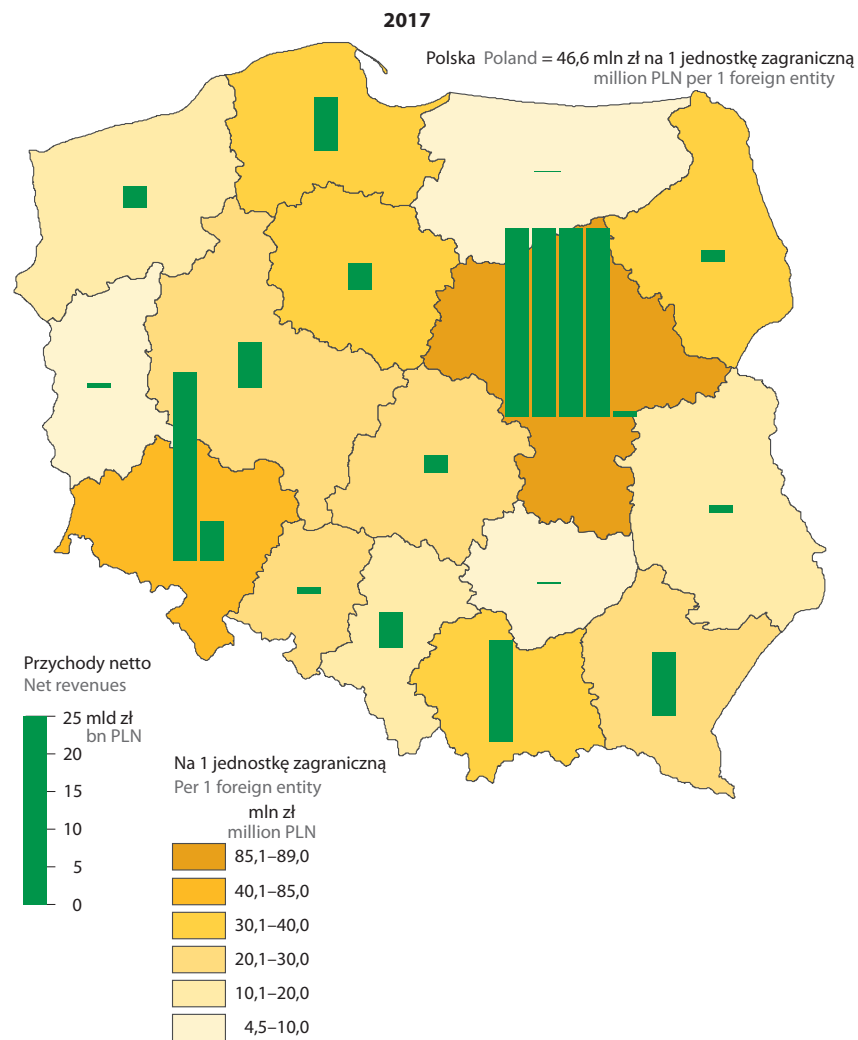 2017
Polska Poland = 46,6 mln zł na 1 jednostkę zagraniczną
million PLN per 1 foreign entity
Przychody netto
Net revenues
25 mld zł
bn PLN
20
15
10
5
0
Na 1 jednostkę zagraniczną
Per 1 foreign entity
mln zł
million PLN
85,1–89,0
40,1–85,0
30,1–40,0
20,1–30,0
10,1–20,0
4,5–10,0